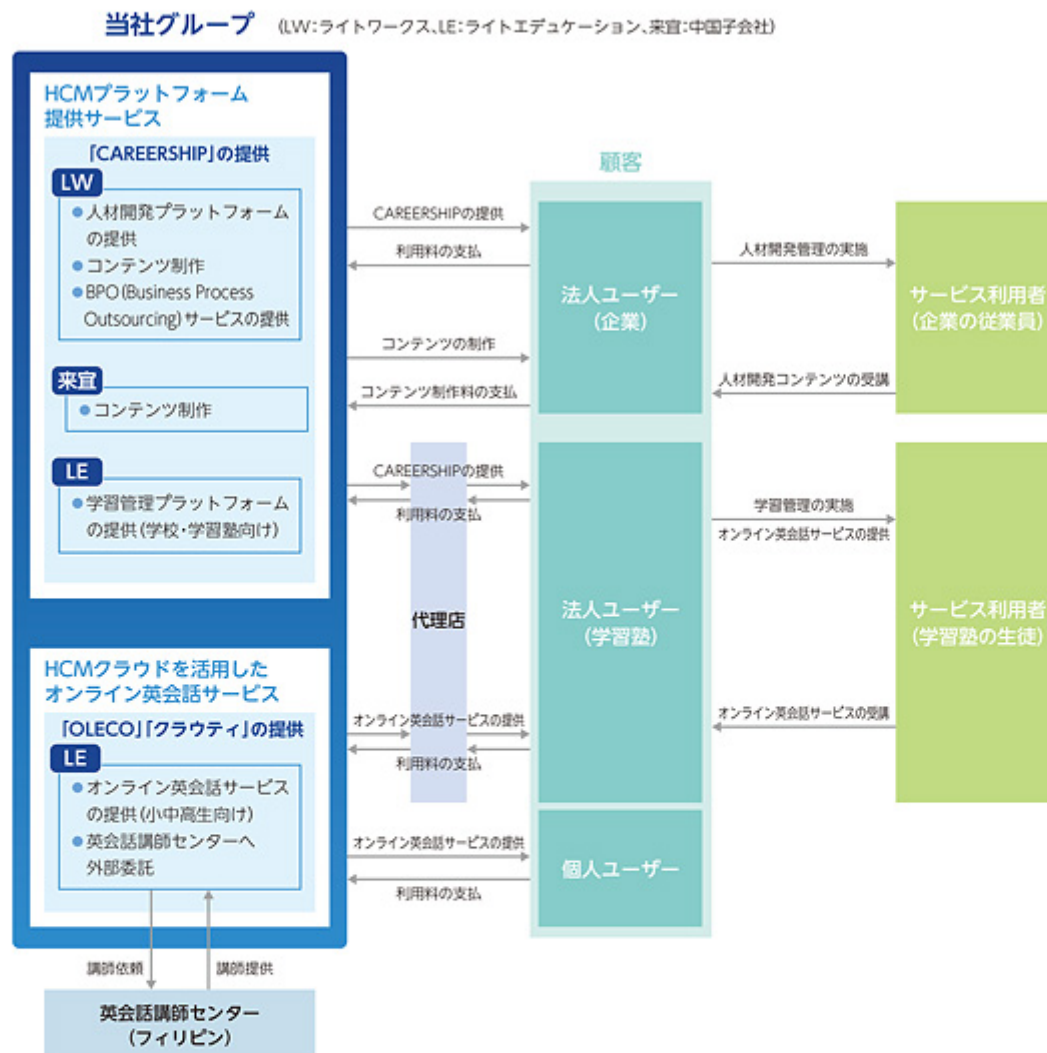 当社グループ (LW:ライトワークス、LE:ライトエデュケーション、来宣:中国子会社)
HCMプラットフォーム
提供サービス
「CAREERSHIP」の提供
LW
●人材開発プラットフォーム
の提供
●コンテンツ制作
●BPO(Business Process
Outsourcing)サービスの提供
来宣
●コンテンツ制作
LE
●学習管理プラットフォーム
の提供(学校・学習塾向け)
HCMクラウドを活用した
オンライン英会話サービス
「OLECO」「クラウティ」の提供
LE
●オンライン英会話サービス
の提供(小中高生向け)
●英会話講師センターへ
外部委託
講師依頼
講師提供
英会話講師センター
(フィリピン)
CAREERSHIPの提供
利用料の支払
コンテンツの制作
コンテンツ制作料の支払
CAREERSHIPの提供
利用料の支払
代理店
オンライン英会話サービスの提供
利用料の支払
オンライン英会話サービスの提供
利用料の支払
顧客
法人ユーザー
(企業)
法人ユーザー
(学習塾)
個人ユーザー
人材開発管理の実施
人材開発コンテンツの受講
学習管理の実施
オンライン英会話サービスの提供
オンライン英会話サービスの受講
サービス利用者
(企業の従業員)
サービス利用者
(学習塾の生徒)